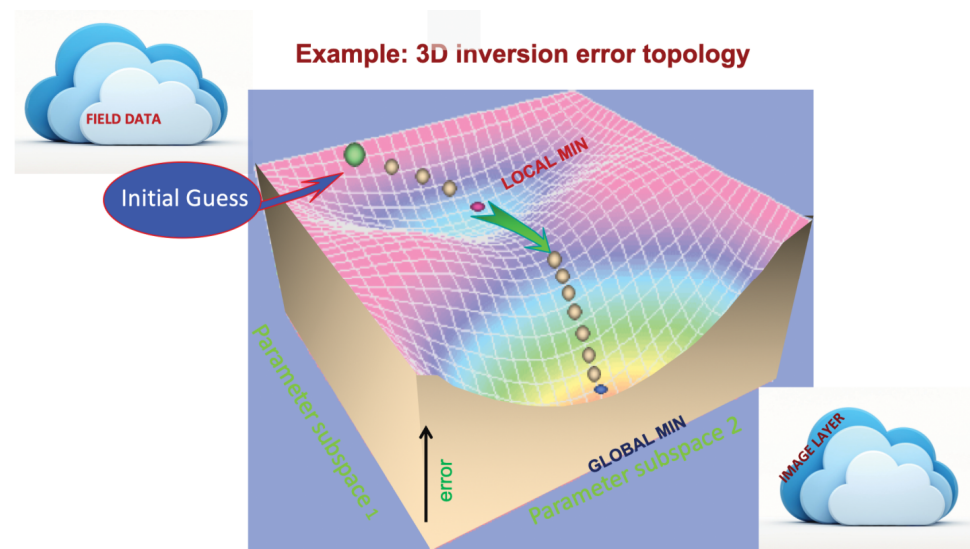 Example: 3D inversion error topology
FIELD DATA
Initial Guess
LOCAL MIN
Parameter subspace 1
error
GLOBAL MIN
Parameter subspace 2
IMAGE LAYER